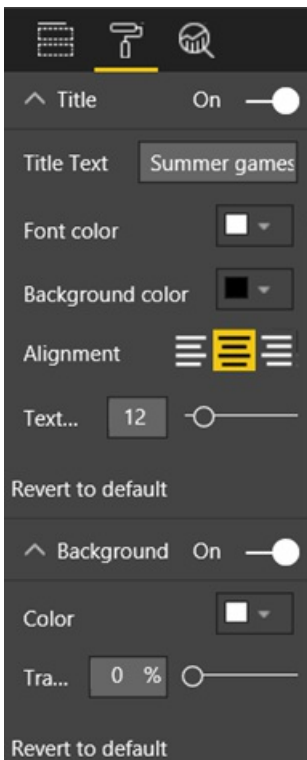 Title On
Title Text Summer games
Font color
Background color
Alignment
Text... 12
Revert to default
Background On
Color
Tra... 0 %
Revert to default